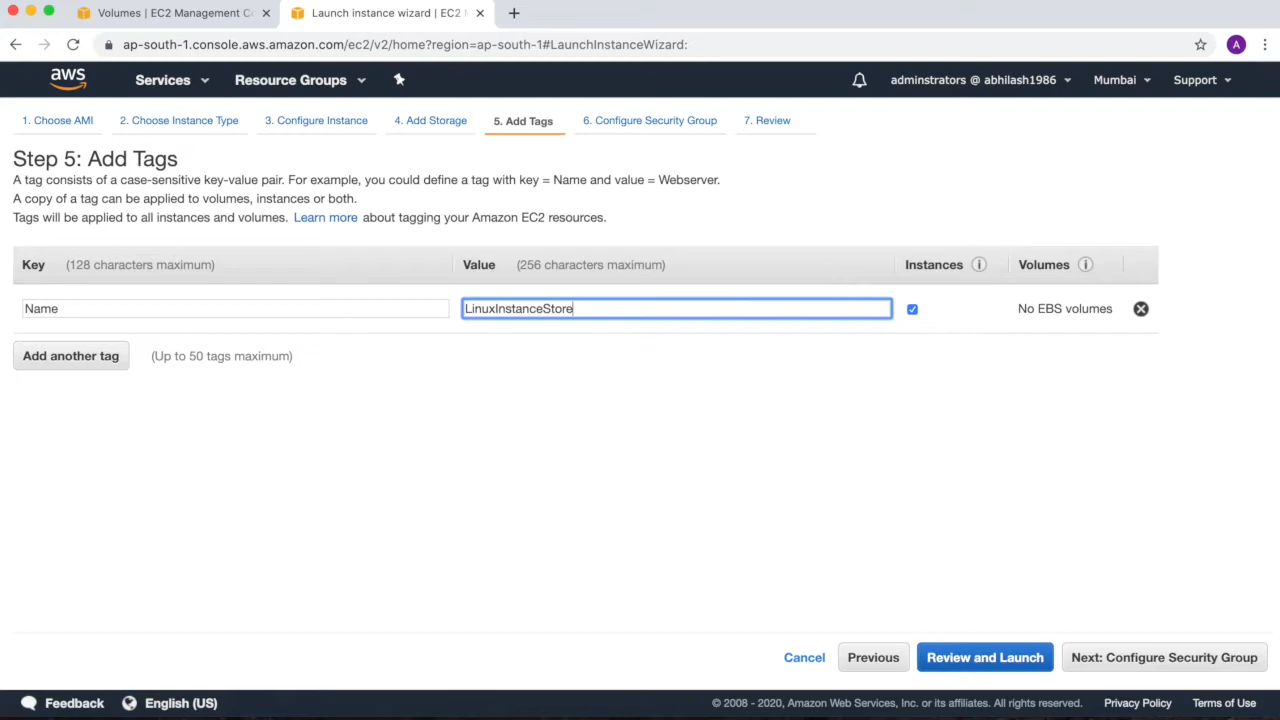 Volumes | EC2 Management Co
Launch instance wizard | EC2 M
ap-south-1.console.aws.amazon.com/ec2/v2/home?region=ap-south-1#LaunchInstanceWizard:
A
aws
Services
Resource Groups
adminstrators @ abhilash1986
Mumbai
Support
1. Choose AMI
2. Choose Instance Type
3. Configure Instance
4. Add Storage
5. Add Tags
6. Configure Security Group
7. Review
Step 5: Add Tags
A tag consists of a case-sensitive key-value pair. For example, you could define a tag with key = Name and value = Webserver.
A copy of a tag can be applied to volumes, instances or both.
Tags will be applied to all instances and volumes. Learn more about tagging your Amazon EC2 resources.
Key (128 characters maximum)
Value (256 characters maximum)
Instances
Volumes
Name
LinuxInstanceStore
No EBS volumes
Add another tag
(Up to 50 tags maximum)
Cancel
Previous
Review and Launch
Next: Configure Security Group
Feedback
English (US)
© 2008 - 2020, Amazon Web Services, Inc. or its affiliates. All rights reserved.
Privacy Policy
Terms of Use